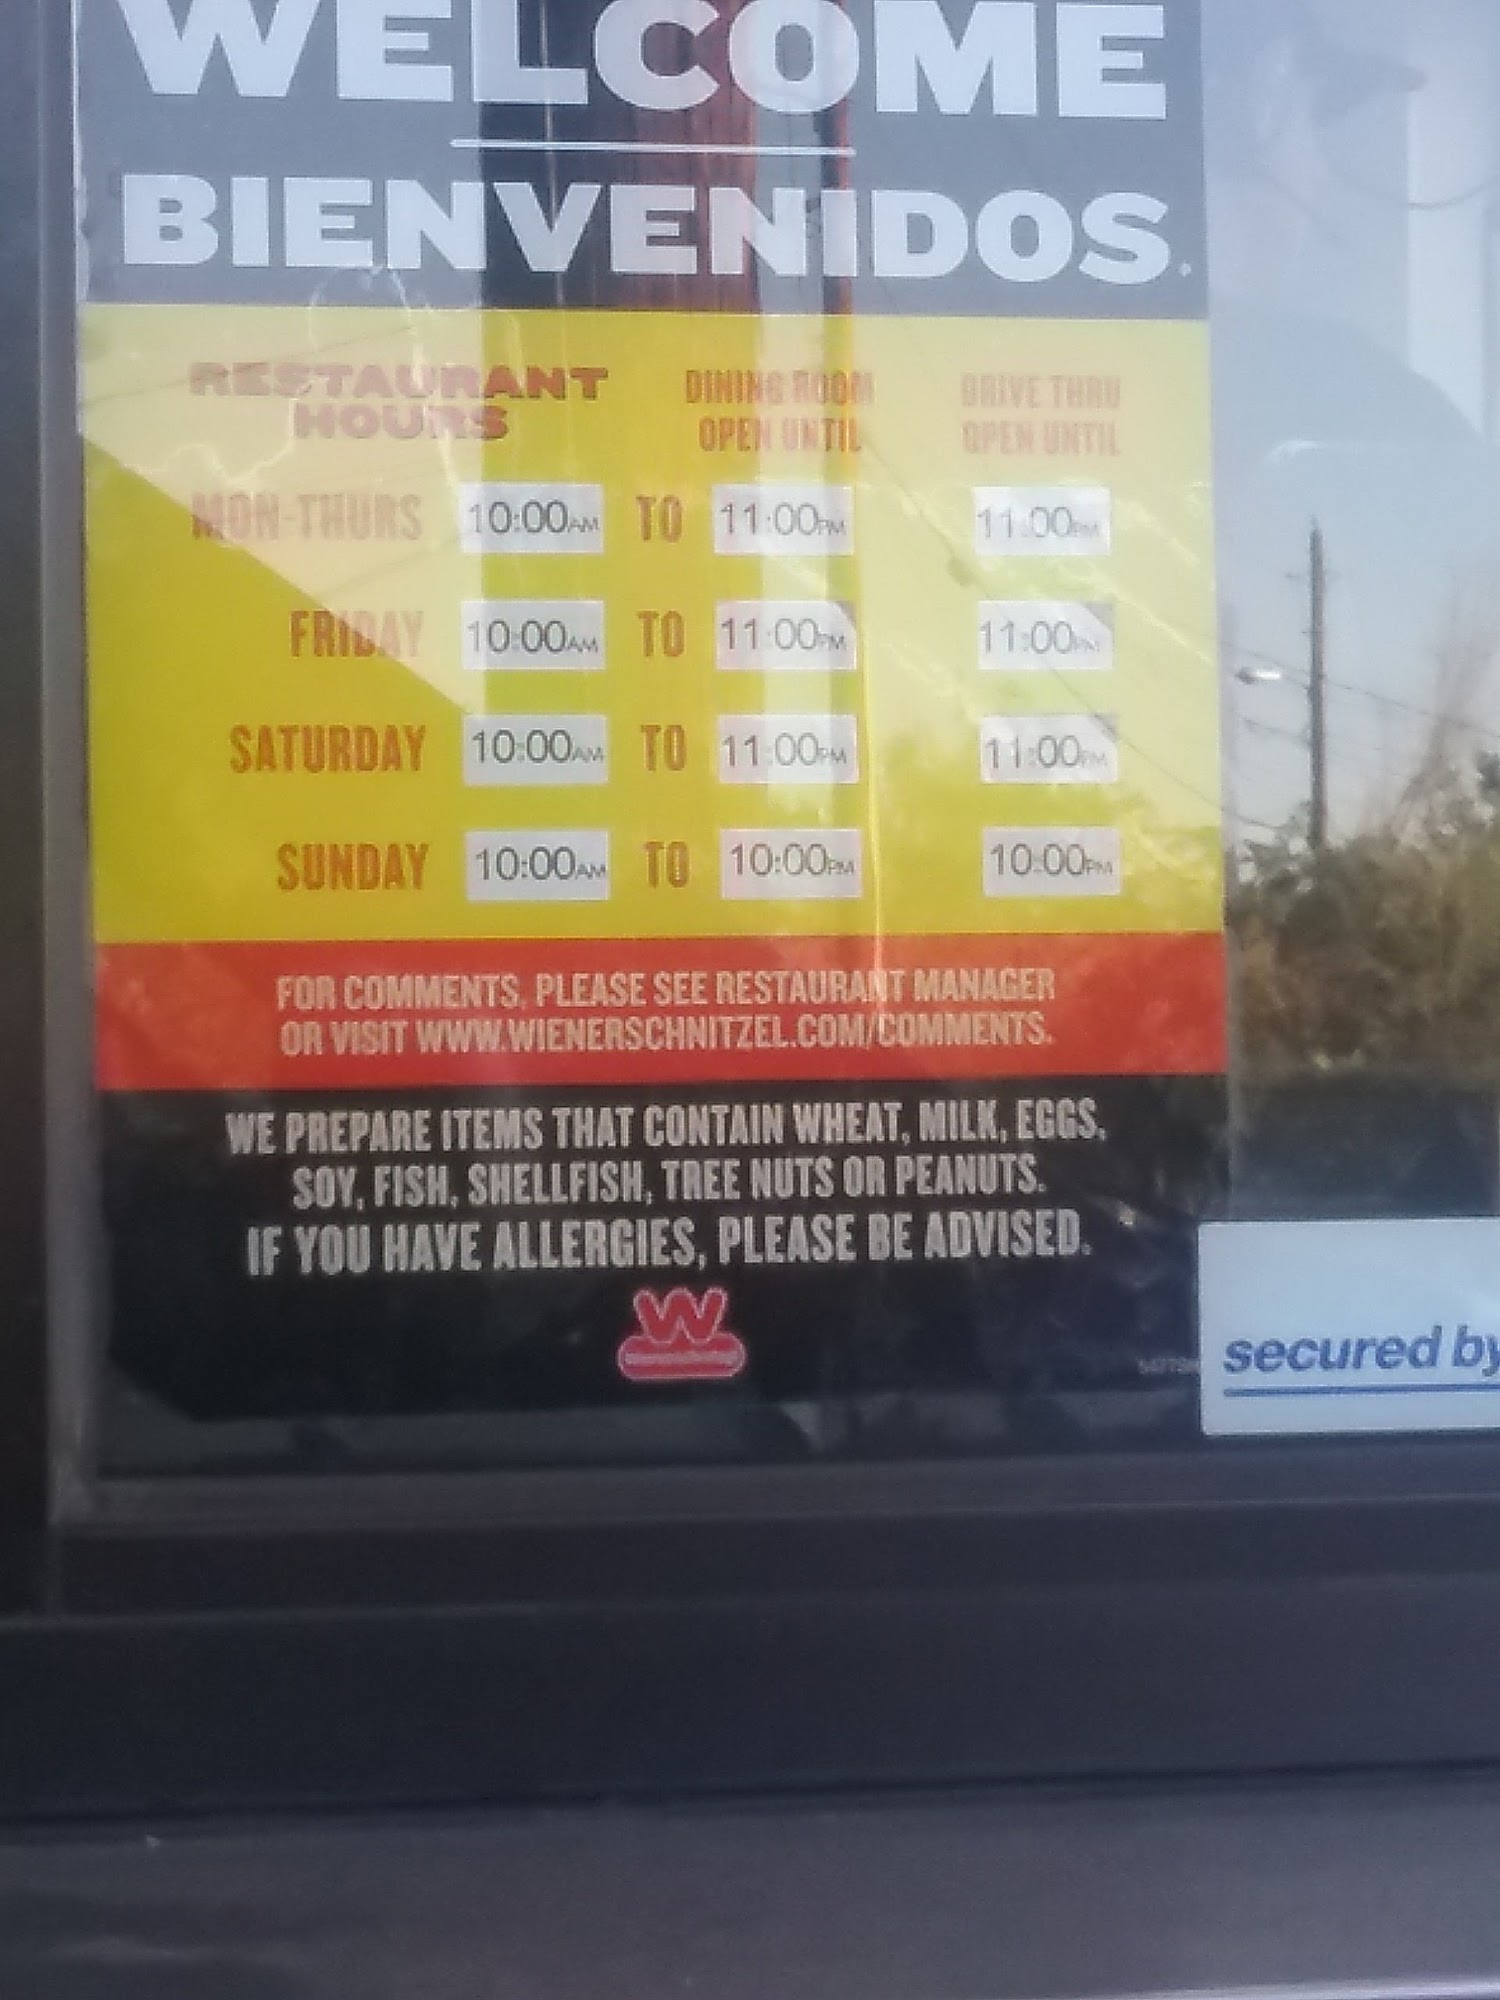 WELCOME
BIENVENIDOS.
RESTAURANT HOURS
DINING ROOM OPEN UNTIL
DRIVE THRU OPEN UNTIL
MON-THURS 10:00AM TO 11:00PM 11:00PM
FRIDAY 10:00AM TO 11:00PM 11:00PM
SATURDAY 10:00AM TO 11:00PM 11:00PM
SUNDAY 10:00AM TO 10:00PM 10:00PM
FOR COMMENTS, PLEASE SEE RESTAURANT MANAGER
OR VISIT WWW.WIENERSCHNITZEL.COM/COMMENTS.
WE PREPARE ITEMS THAT CONTAIN WHEAT, MILK, EGGS,
SOY, FISH, SHELLFISH, TREE NUTS OR PEANUTS.
IF YOU HAVE ALLERGIES, PLEASE BE ADVISED.
W
secured by